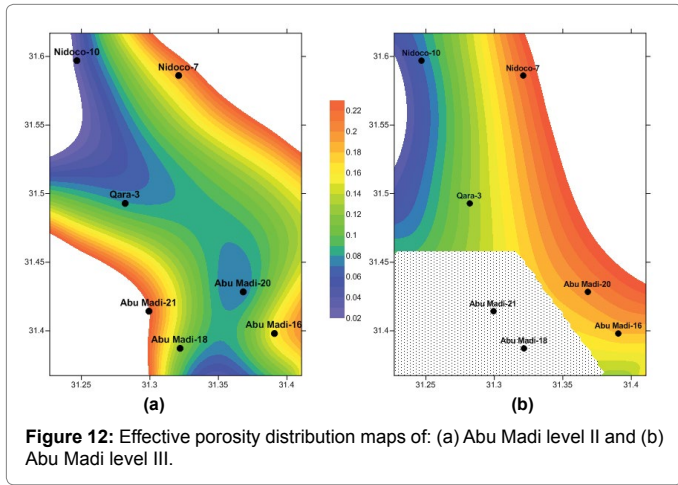 31.6
31.55
31.5
31.45
31.4
Nidoco-10
Nidoco-7
Qara-3
Abu Madi-20
Abu Madi-21
Abu Madi-16
Abu Madi-18
31.25
31.3
31.35
31.4
(a)
0.22
0.2
0.18
0.16
0.14
0.12
0.1
0.08
0.06
0.04
0.02
31.6
31.55
31.5
31.45
31.4
Nidoco-10
Nidoco-7
Qara-3
Abu Madi-20
Abu Madi-21
Abu Madi-16
Abu Madi-18
31.25
31.3
31.35
31.4
(b)
Figure 12: Effective porosity distribution maps of: (a) Abu Madi level II and (b)
Abu Madi level III.